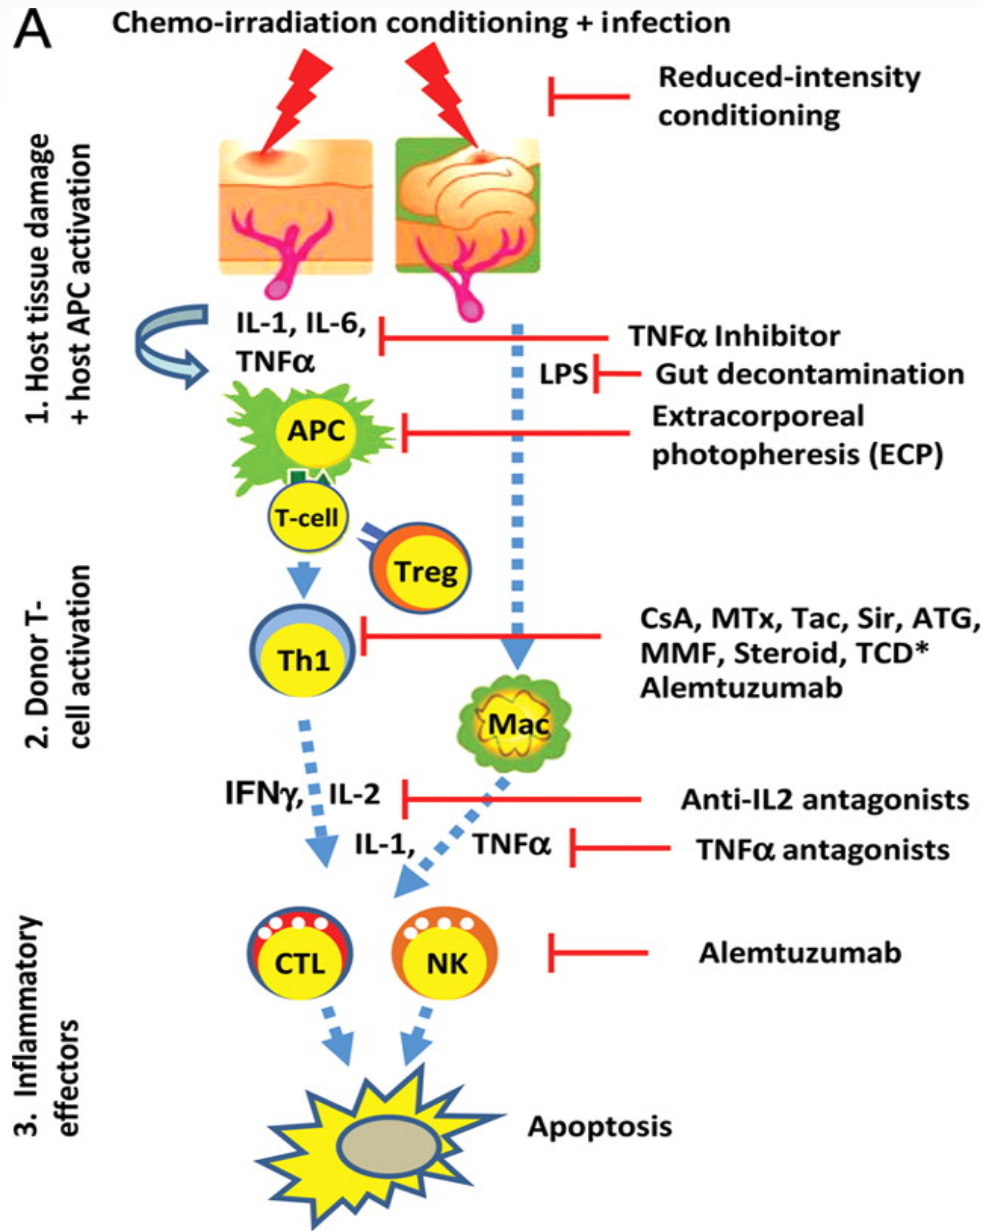 A
Chemo-irradiation conditioning + infection
Reduced-intensity
conditioning
1. Host tissue damage
+ host APC activation
IL-1, IL-6,
TNFα
TNFα Inhibitor
LPS
Gut decontamination
APC
Extracorporeal
photopheresis (ECP)
T-cell
Treg
2. Donor T-
cell activation
Th1
CsA, MTx, Tac, Sir, ATG,
MMF, Steroid, TCD*
Alemtuzumab
Mac
IFNγ, IL-2
Anti-IL2 antagonists
IL-1, TNFα
TNFα antagonists
3. Inflammatory
effectors
CTL
NK
Alemtuzumab
Apoptosis